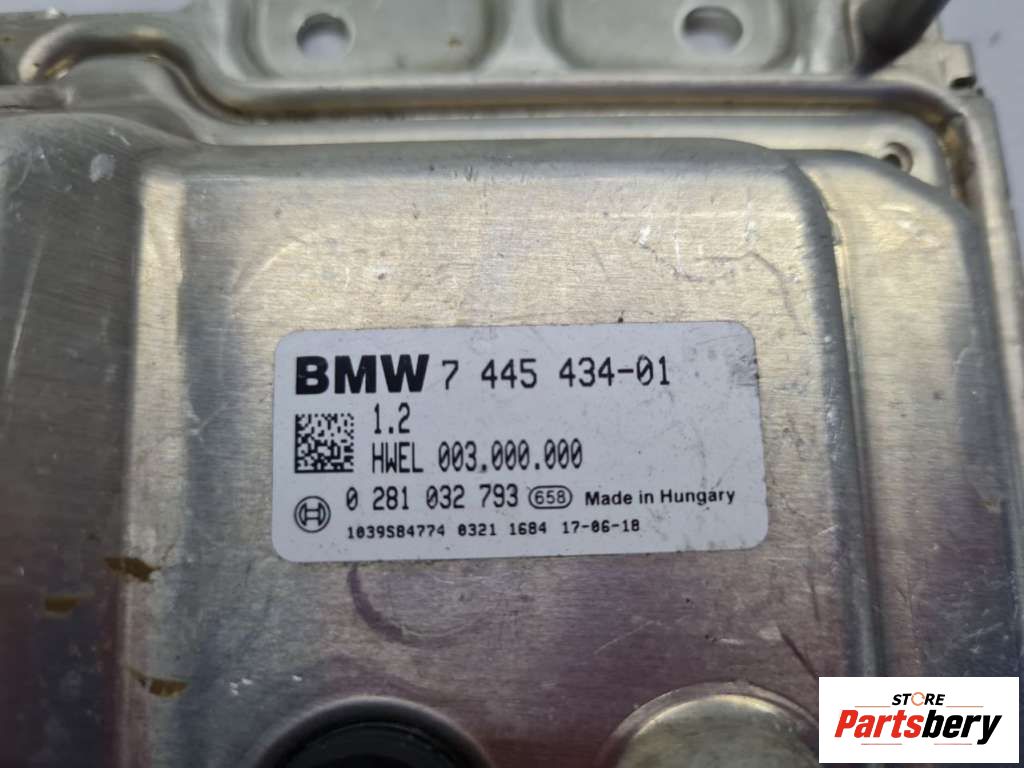 BMW 7 445 434-01
1.2
HWEL 003.000.000
0 281 032 793 658 Made in Hungary
1039S84774 0321 1684 17-06-18
STORE
Partsbery